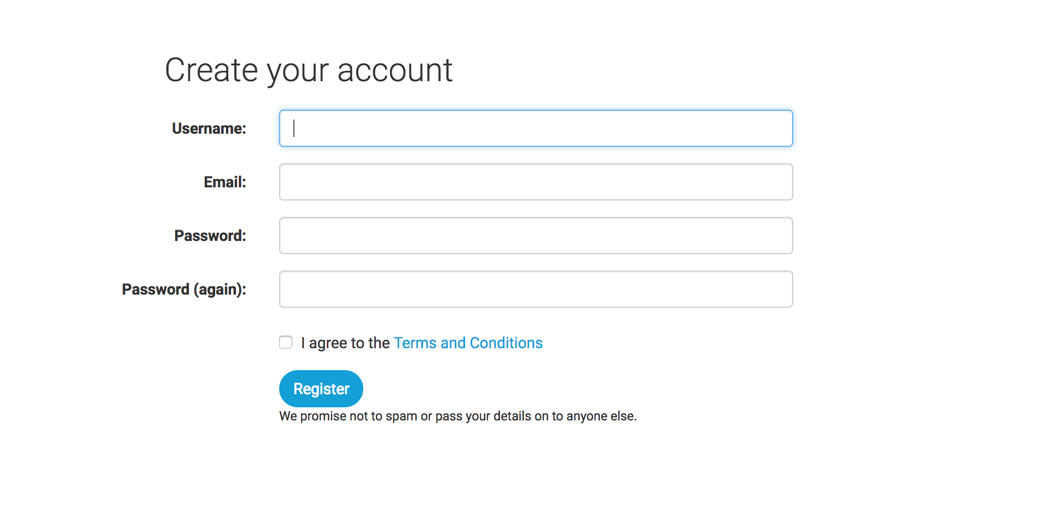 Create your account
Username:
Email:
Password:
Password (again):
I agree to the Terms and Conditions
Register
We promise not to spam or pass your details on to anyone else.